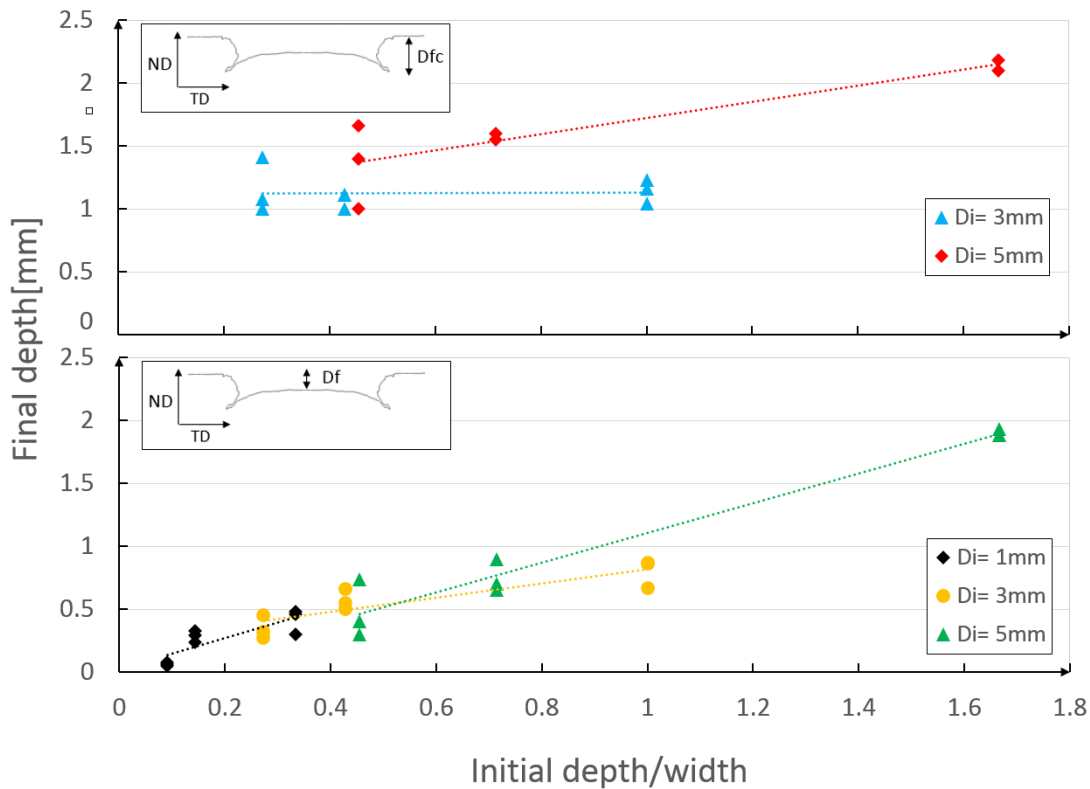 2.5
2
1.5
1
0.5
0
ND
TD
Dfc
Di= 3mm
Di= 5mm
Final depth[mm]
2.5
2
1.5
1
0.5
0
ND
TD
Df
Di= 1mm
Di= 3mm
Di= 5mm
0 0.2 0.4 0.6 0.8 1 1.2 1.4 1.6 1.8
Initial depth/width